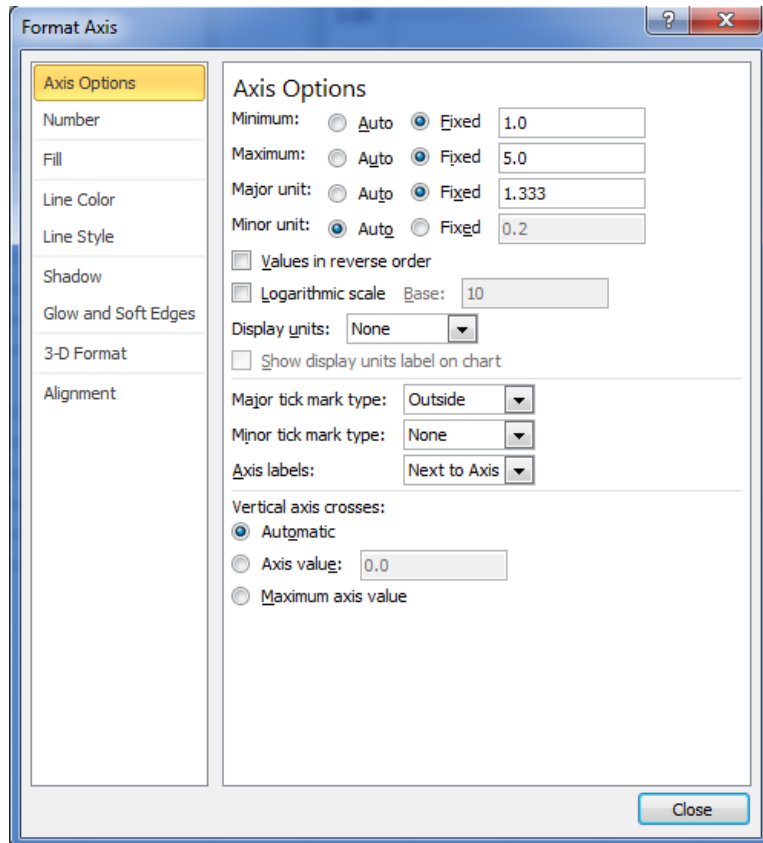 Format Axis
?
X
Axis Options
Number
Fill
Line Color
Line Style
Shadow
Glow and Soft Edges
3-D Format
Alignment
Axis Options
Minimum: Auto Fixed 1.0
Maximum: Auto Fixed 5.0
Major unit: Auto Fixed 1.333
Minor unit: Auto Fixed 0.2
Values in reverse order
Logarithmic scale Base: 10
Display units: None
Show display units label on chart
Major tick mark type: Outside
Minor tick mark type: None
Axis labels: Next to Axis
Vertical axis crosses:
Automatic
Axis value: 0.0
Maximum axis value
Close